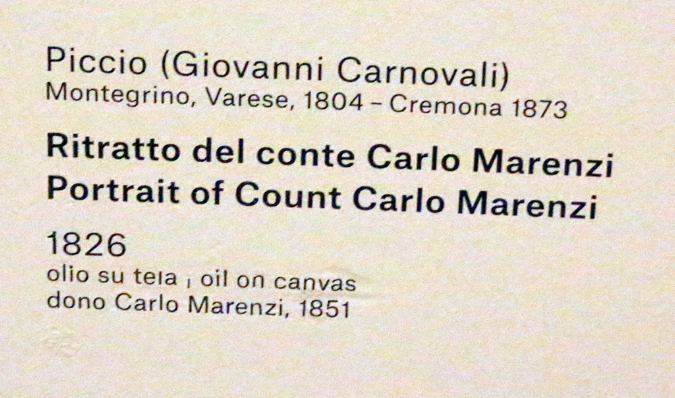 Piccio (Giovanni Carnovali)
Montegrino, Varese, 1804 – Cremona 1873
Ritratto del conte Carlo Marenzi
Portrait of Count Carlo Marenzi
1826
olio su tela | oil on canvas
dono Carlo Marenzi, 1851